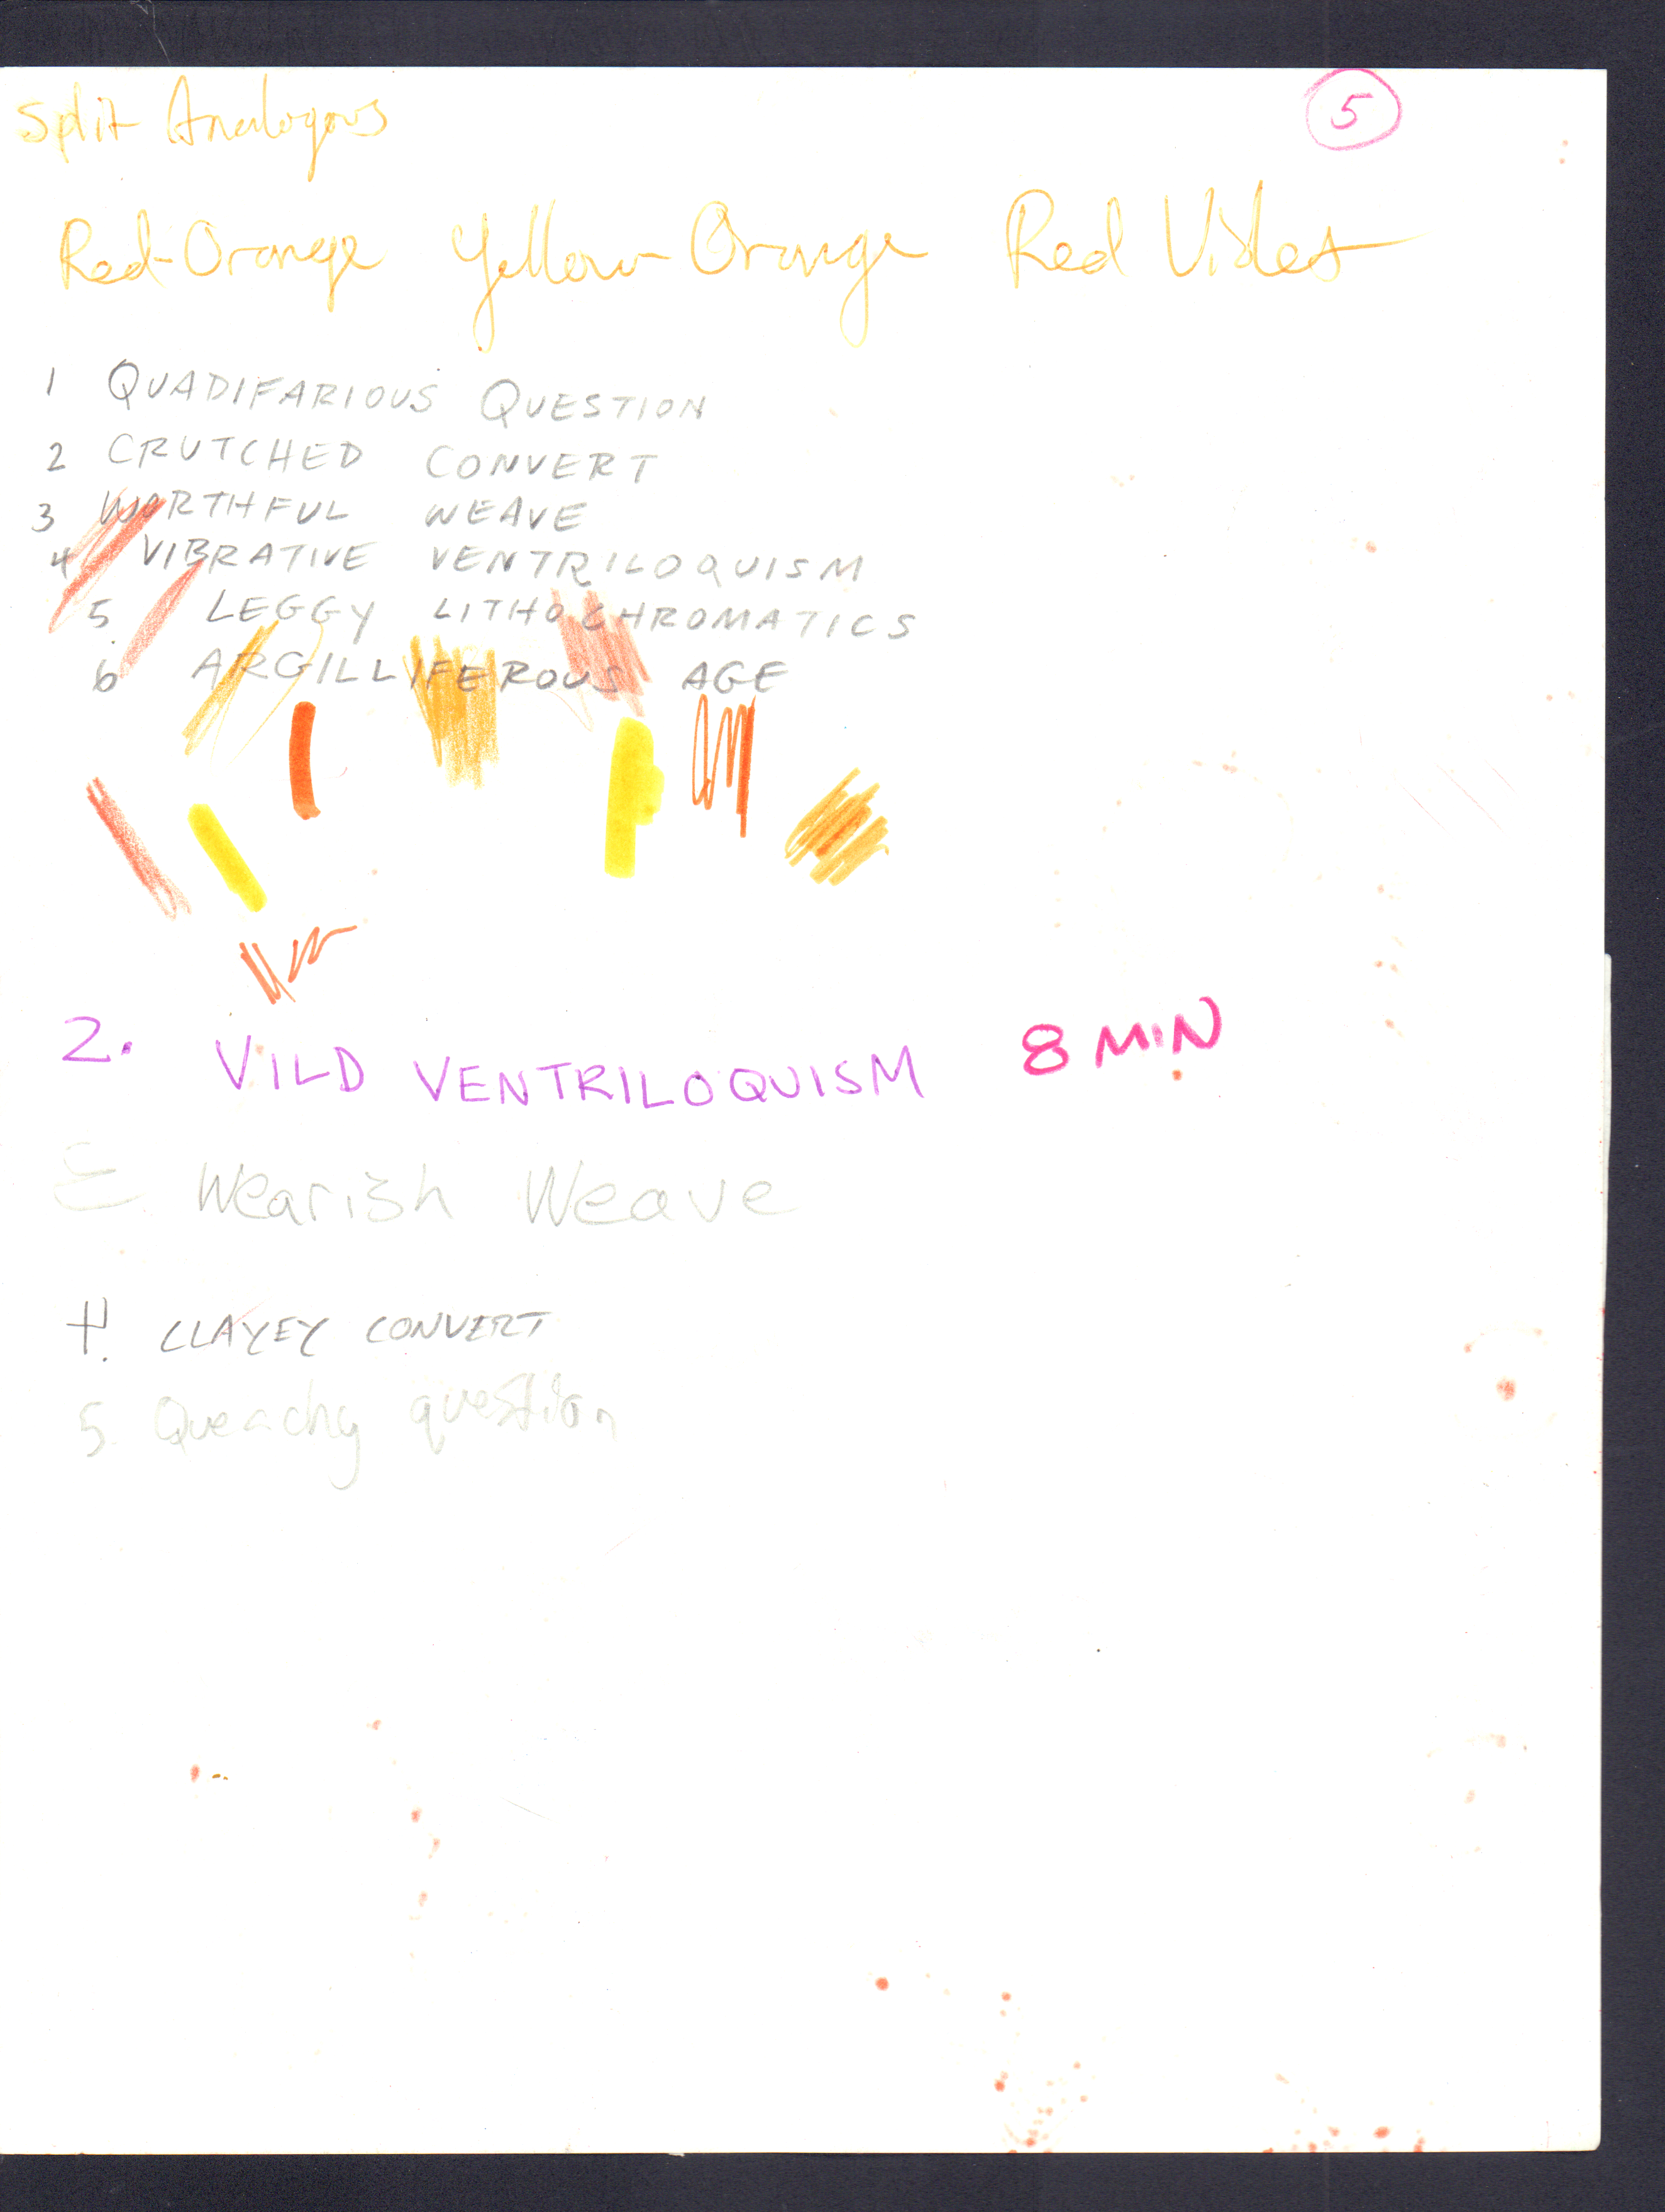 Split Analogous 5
Red-Orange Yellow-Orange Red Violet
1 QUADIFARIOUS QUESTION
2 CRUTCHED CONVERT
3 WORTHFUL WEAVE
4 VIBRATIVE VENTRILOQUISM
5. LEGGY LITHOCHROMATICS
6 ARGILLIFEROUS AGE
2. VILD VENTRILOQUISM 8 MIN
Wearish Weave
4. CLAYEY CONVERT
5. Queachy question